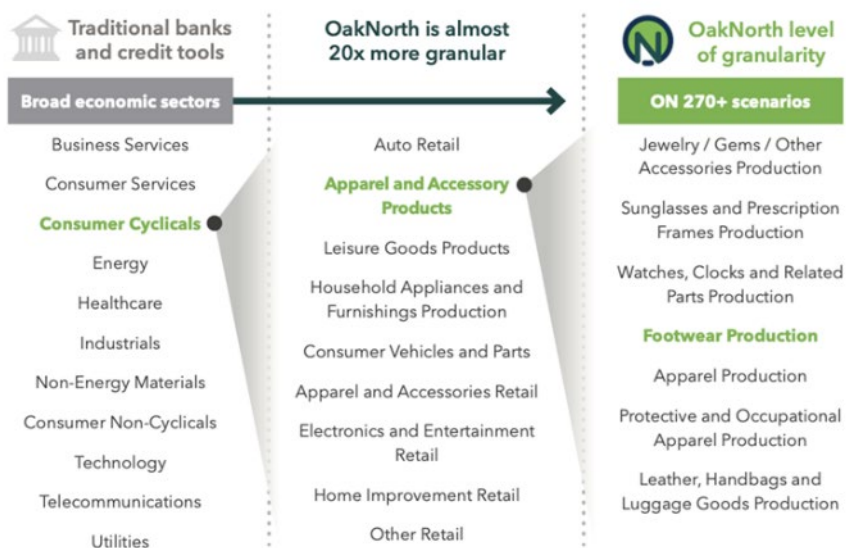 Traditional banks
and credit tools
Broad economic sectors
Business Services
Consumer Services
Consumer Cyclicals
Energy
Healthcare
Industrials
Non-Energy Materials
Consumer Non-Cyclicals
Technology
Telecommunications
Utilities
OakNorth is almost
20x more granular
Auto Retail
Apparel and Accessory
Products
Leisure Goods Products
Household Appliances and
Furnishings Production
Consumer Vehicles and Parts
Apparel and Accessories Retail
Electronics and Entertainment
Retail
Home Improvement Retail
Other Retail
N
OakNorth level
of granularity
ON 270+ scenarios
Jewelry / Gems / Other
Accessories Production
Sunglasses and Prescription
Frames Production
Watches, Clocks and Related
Parts Production
Footwear Production
Apparel Production
Protective and Occupational
Apparel Production
Leather, Handbags and
Luggage Goods Production